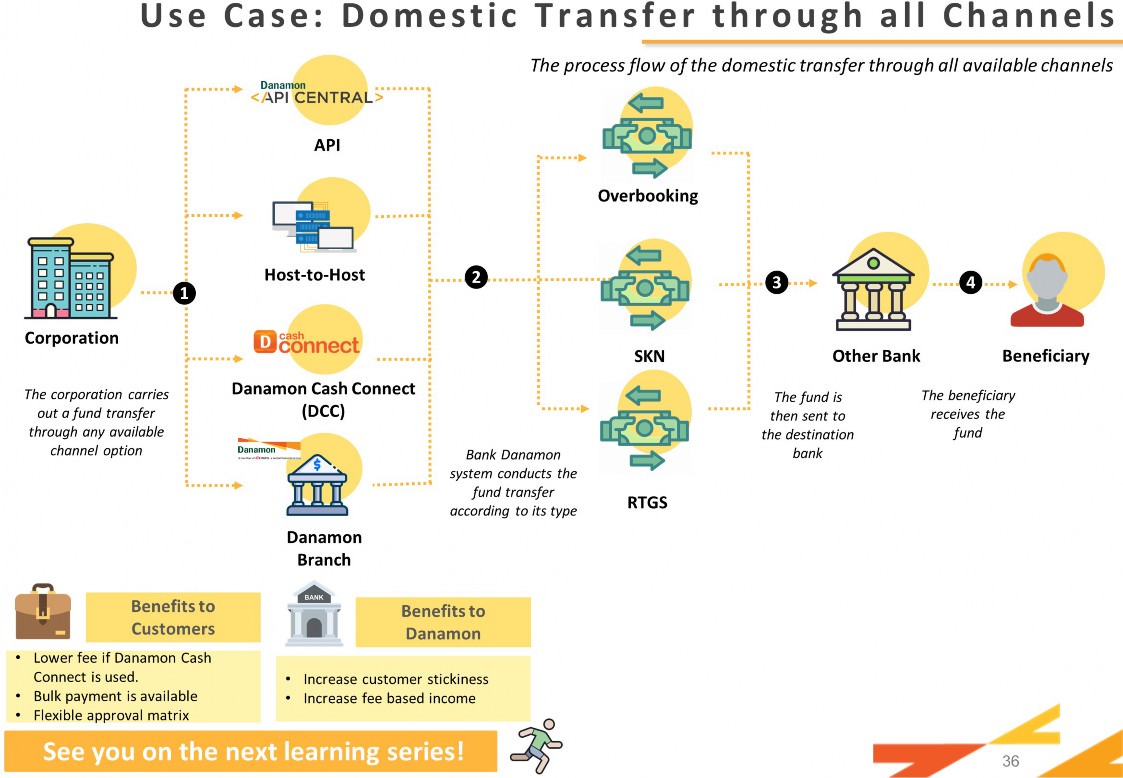 Use Case: Domestic Transfer through all Channels
The process flow of the domestic transfer through all available channels
Danamon
<API CENTRAL>
API
Host-to-Host
D cash
connect
Danamon Cash Connect
(DCC)
Danamon
Danamon
Branch
Corporation
The corporation carries
out a fund transfer
through any available
channel option
1
2
Bank Danamon
system conducts the
fund transfer
according to its type
Overbooking
SKN
RTGS
3
The fund is
then sent to
the destination
bank
Other Bank
4
The beneficiary
receives the
fund
Beneficiary
Benefits to
Customers
• Lower fee if Danamon Cash
Connect is used.
• Bulk payment is available
• Flexible approval matrix
BANK
Benefits to
Danamon
• Increase customer stickiness
• Increase fee based income
See you on the next learning series!
36